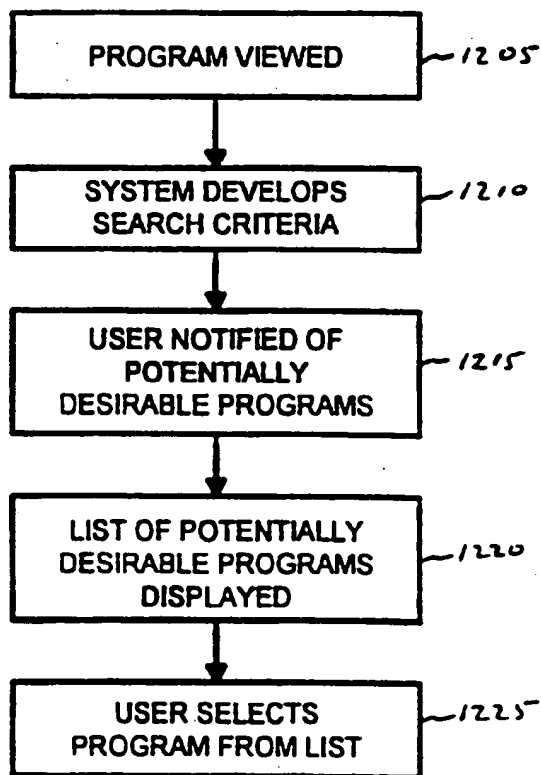 PROGRAM VIEWED
1205
SYSTEM DEVELOPS
SEARCH CRITERIA
1210
USER NOTIFIED OF
POTENTIALLY
DESIRABLE PROGRAMS
1215
LIST OF POTENTIALLY
DESIRABLE PROGRAMS
DISPLAYED
1220
USER SELECTS
PROGRAM FROM LIST
1225